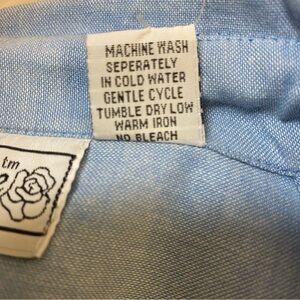 MACHINE WASH
SEPERATELY
IN COLD WATER
GENTLE CYCLE
TUMBLE DRY LOW
WARM IRON
NO BLEACH
tm